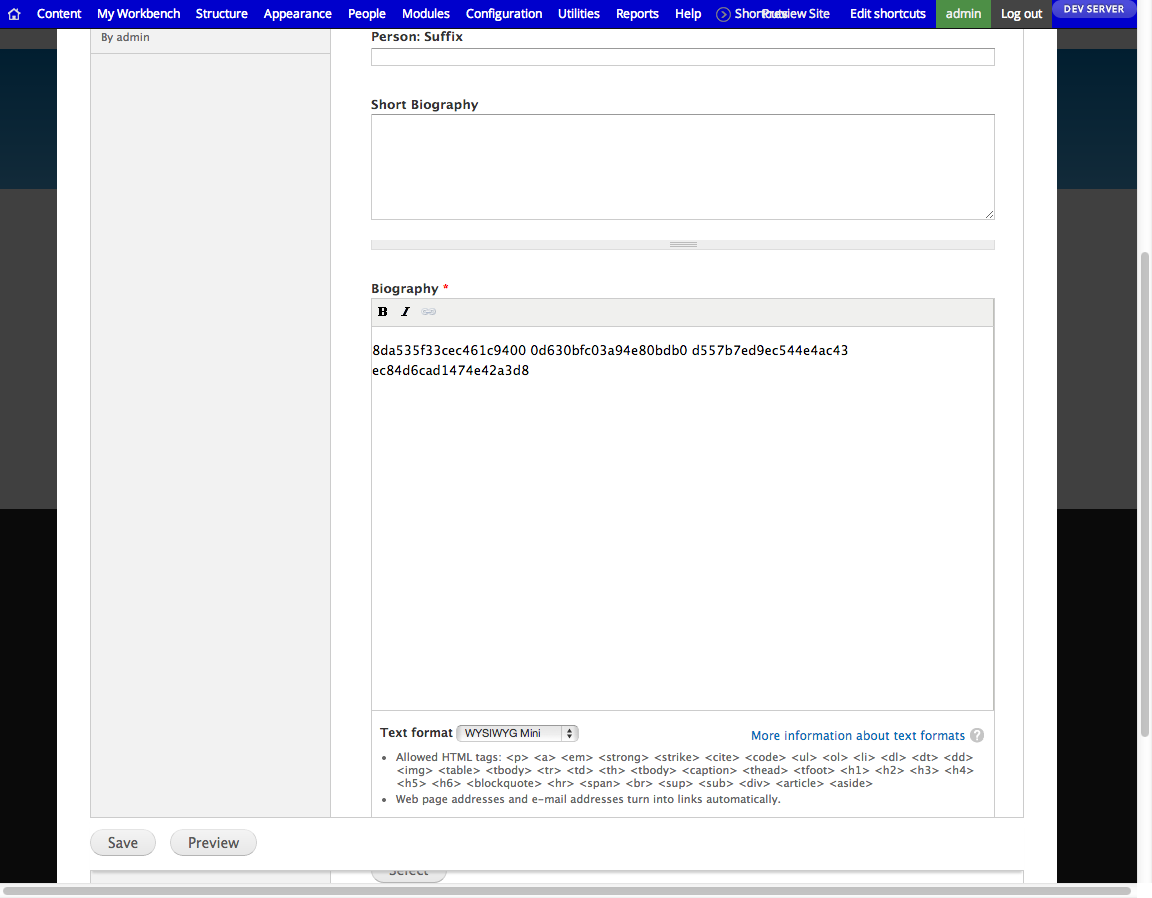 Content My Workbench Structure Appearance People Modules Configuration Utilities Reports Help Shortcuts Preview Site Edit shortcuts admin Log out DEV SERVER
By admin
Person: Suffix
Short Biography
Biography *
B I
8da535f33cec461c9400 0d630bfc03a94e80bdb0 d557b7ed9ec544e4ac43
ec84d6cad1474e42a3d8
Text format WYSIWYG Mini More information about text formats ?
• Allowed HTML tags: <p> <a> <em> <strong> <strike> <cite> <code> <ul> <ol> <li> <dl> <dt> <dd>
<img> <table> <tbody> <tr> <td> <th> <tbody> <caption> <thead> <tfoot> <h1> <h2> <h3> <h4>
<h5> <h6> <blockquote> <hr> <span> <br> <sup> <sub> <div> <article> <aside>
• Web page addresses and e-mail addresses turn into links automatically.
Save Preview
Select